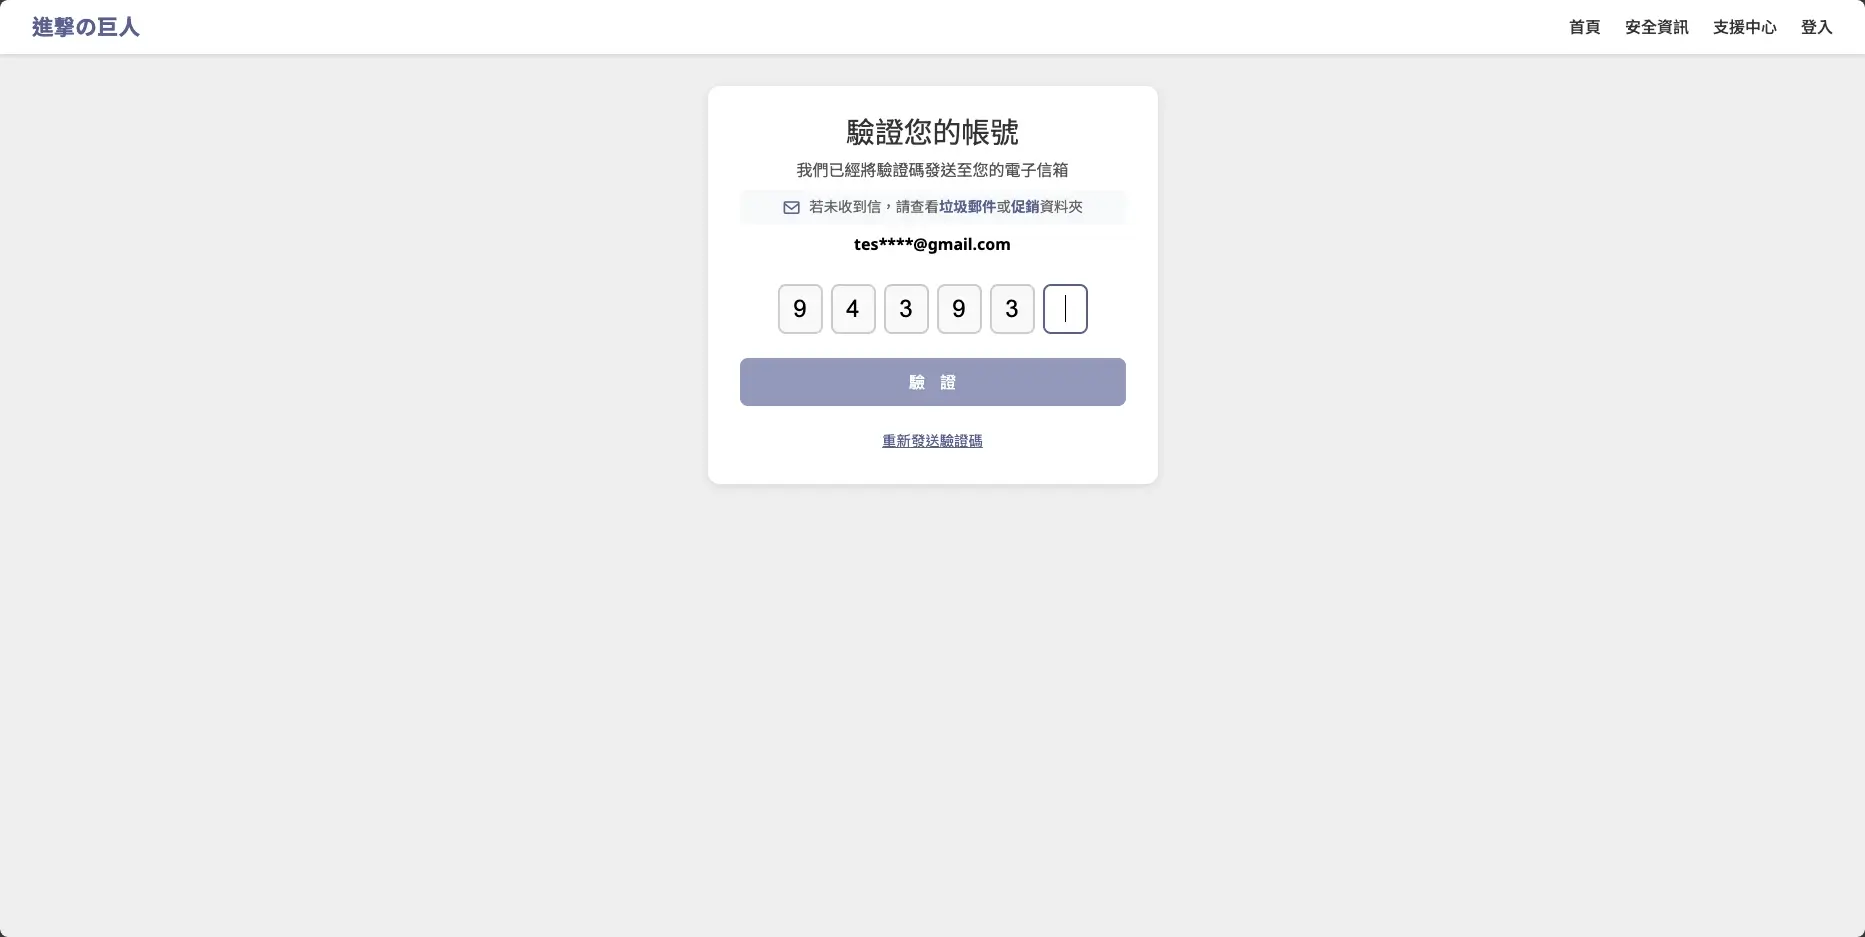 進撃の巨人
首頁 安全資訊 支援中心 登入
驗證您的帳號
我們已經將驗證碼發送至您的電子信箱
若未收到信，請查看垃圾郵件或促銷資料夾
tes****@gmail.com
9 4 3 9 3
驗 證
重新發送驗證碼